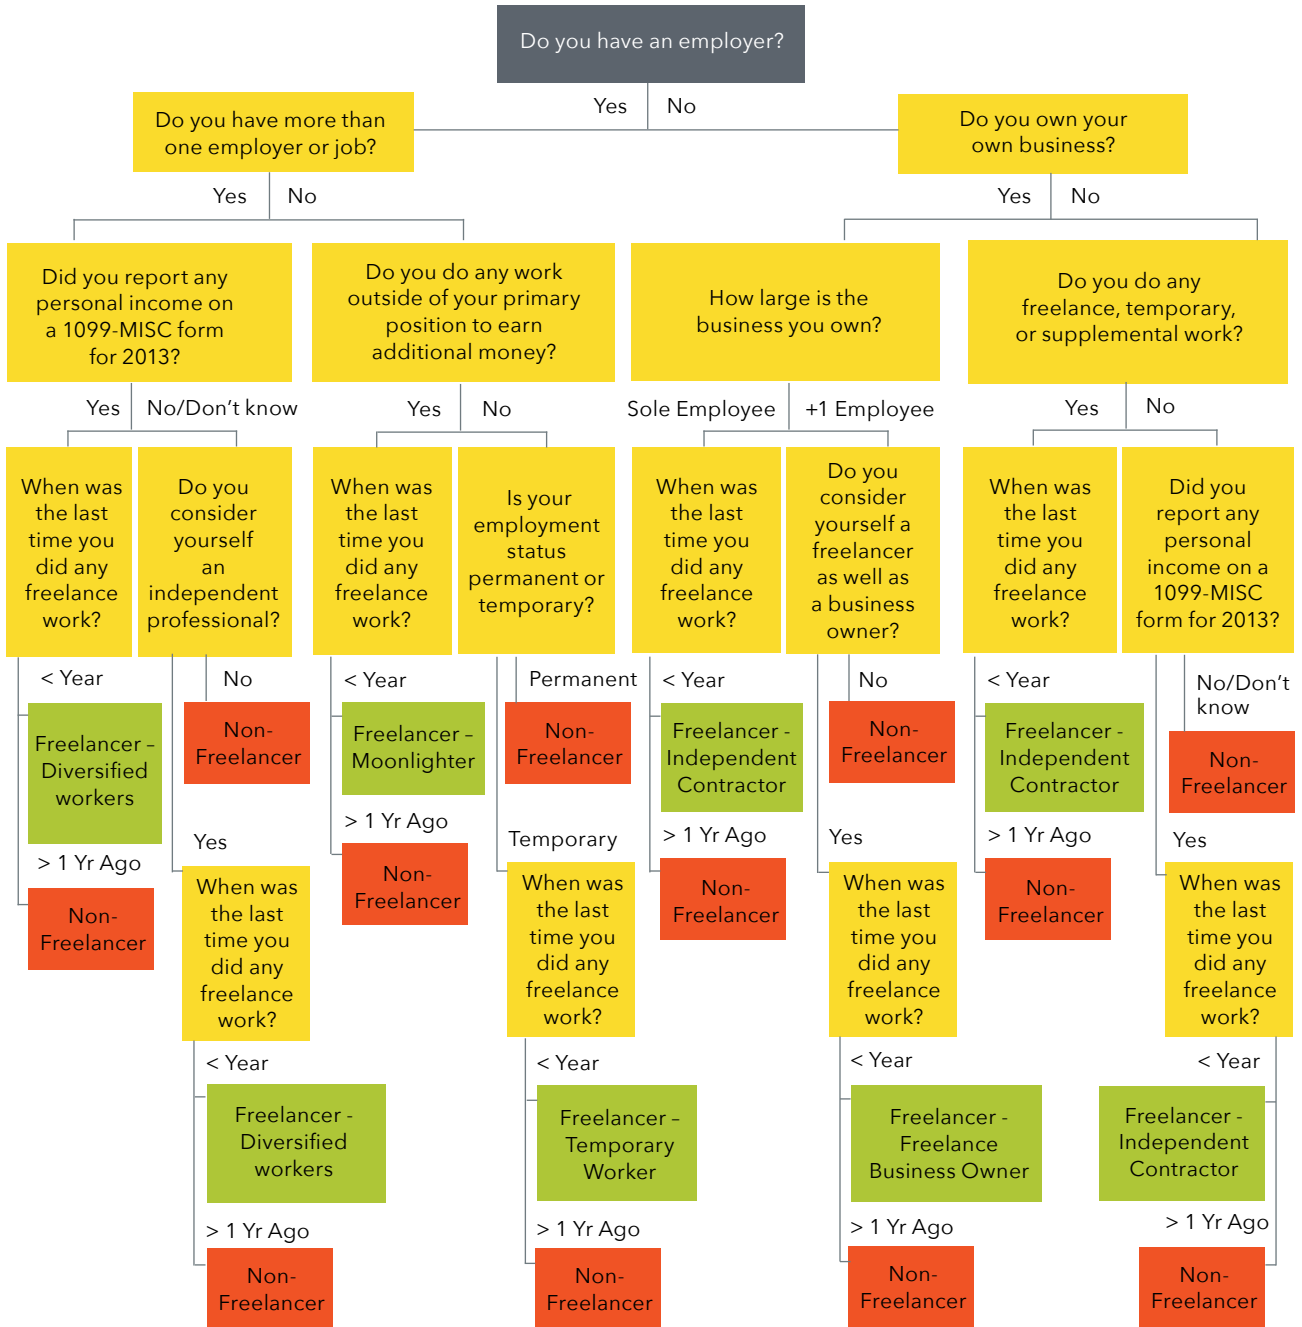 Do you have an employer?
Yes
No
Do you have more than
one employer or job?
Do you own your
own business?
Yes
No
Yes
No
Did you report any
personal income on
a 1099-MISC form
for 2013?
Do you do any work
outside of your primary
position to earn
additional money?
How large is the
business you own?
Do you do any
freelance, temporary,
or supplemental work?
Yes
No/Don't know
Yes
No
Sole Employee
+1 Employee
Yes
No
When was
the last
time you
did any
freelance
work?
Do you
consider
yourself
an
independent
professional?
When was
the last
time you
did any
freelance
work?
Is your
employment
status
permanent or
temporary?
When was
the last
time you
did any
freelance
work?
Do you
consider
yourself a
freelancer
as well as
a business
owner?
When was
the last
time you
did any
freelance
work?
Did you
report any
personal
income on a
1099-MISC
form for 2013?
< Year
No
< Year
Permanent
< Year
No
< Year
No/Don't
know
Freelancer –
Diversified
workers
Non-
Freelancer
Freelancer –
Moonlighter
Non-
Freelancer
Freelancer -
Independent
Contractor
Non-
Freelancer
Freelancer -
Independent
Contractor
Non-
Freelancer
> 1 Yr Ago
Yes
> 1 Yr Ago
Temporary
> 1 Yr Ago
Yes
> 1 Yr Ago
Yes
Non-
Freelancer
When was
the last
time you
did any
freelance
work?
Non-
Freelancer
When was
the last
time you
did any
freelance
work?
Non-
Freelancer
When was
the last
time you
did any
freelance
work?
Non-
Freelancer
When was
the last
time you
did any
freelance
work?
< Year
< Year
< Year
< Year
Freelancer -
Diversified
workers
Freelancer –
Temporary
Worker
Freelancer -
Freelance
Business Owner
Freelancer -
Independent
Contractor
> 1 Yr Ago
> 1 Yr Ago
> 1 Yr Ago
> 1 Yr Ago
Non-
Freelancer
Non-
Freelancer
Non-
Freelancer
Non-
Freelancer